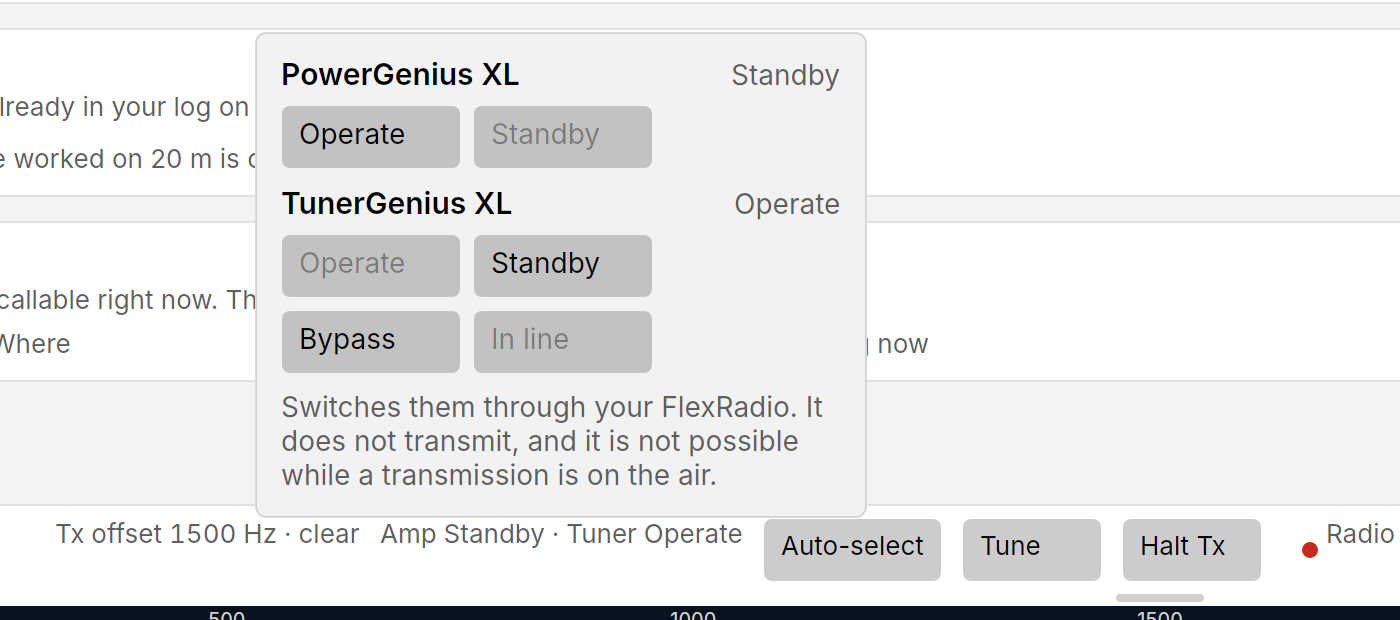 PowerGenius XL Standby
lready in your log on
Operate Standby
worked on 20 m is
TunerGenius XL Operate
Operate Standby
callable right now. Th
Bypass In line
Where now
Switches them through your FlexRadio. It
does not transmit, and it is not possible
while a transmission is on the air.
Tx offset 1500 Hz · clear Amp Standby · Tuner Operate Auto-select Tune Halt Tx Radio
500 1000 1500